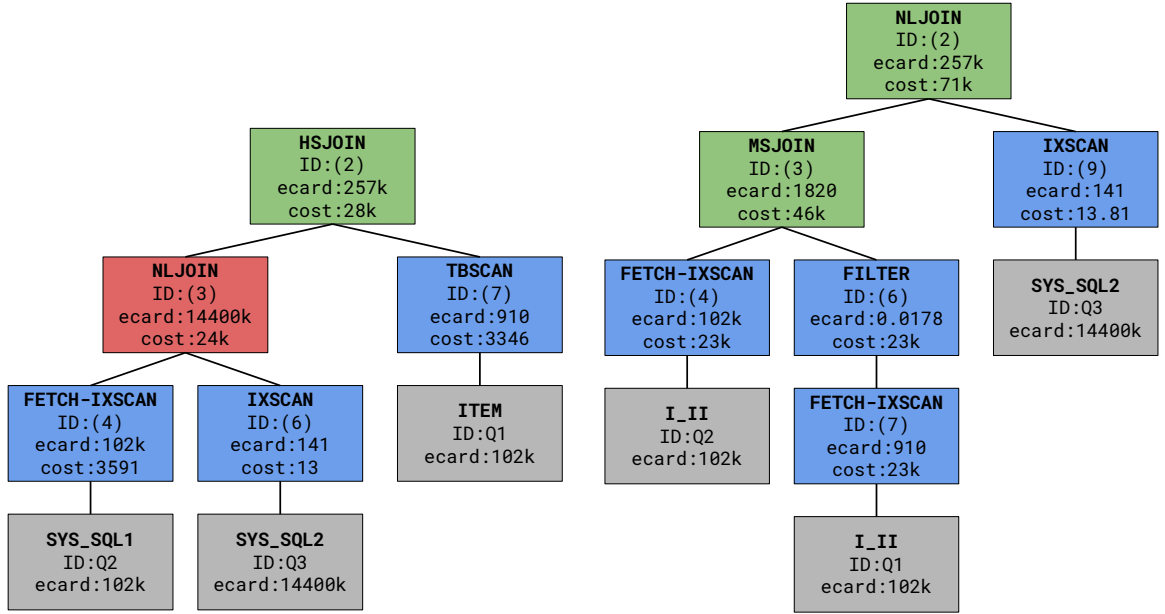 HSJOIN
ID:(2)
ecard:257k
cost:28k
NLJOIN
ID:(3)
ecard:14400k
cost:24k
TBSCAN
ID:(7)
ecard:910
cost:3346
FETCH-IXSCAN
ID:(4)
ecard:102k
cost:3591
IXSCAN
ID:(6)
ecard:141
cost:13
ITEM
ID:Q1
ecard:102k
SYS_SQL1
ID:Q2
ecard:102k
SYS_SQL2
ID:Q3
ecard:14400k
NLJOIN
ID:(2)
ecard:257k
cost:71k
MSJOIN
ID:(3)
ecard:1820
cost:46k
IXSCAN
ID:(9)
ecard:141
cost:13.81
FETCH-IXSCAN
ID:(4)
ecard:102k
cost:23k
FILTER
ID:(6)
ecard:0.0178
cost:23k
SYS_SQL2
ID:Q3
ecard:14400k
I_II
ID:Q2
ecard:102k
FETCH-IXSCAN
ID:(7)
ecard:910
cost:23k
I_II
ID:Q1
ecard:102k